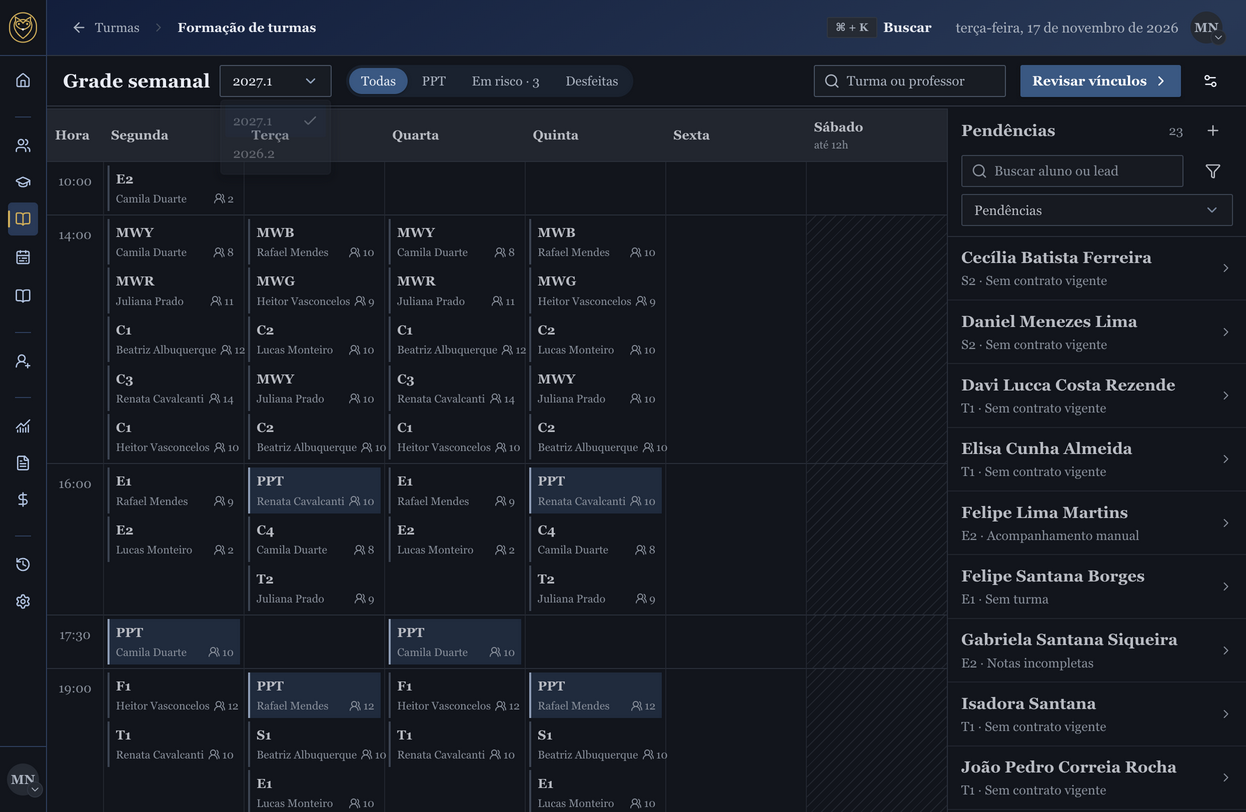 Turmas
Formação de turmas
⌘ + K
Buscar
terça-feira, 17 de novembro de 2026
MN
Grade semanal
2027.1
Todas
PPT
Em risco · 3
Desfeitas
Turma ou professor
Revisar vínculos
2027.1
2026.2
Hora
Segunda
Terça
Quarta
Quinta
Sexta
Sábado
até 12h
10:00
E2
Camila Duarte 2
14:00
MWY
Camila Duarte 8
MWR
Juliana Prado 11
C1
Beatriz Albuquerque 12
C3
Renata Cavalcanti 14
C1
Heitor Vasconcelos 10
MWB
Rafael Mendes 10
MWG
Heitor Vasconcelos 9
C2
Lucas Monteiro 10
MWY
Juliana Prado 10
C2
Beatriz Albuquerque 10
MWY
Camila Duarte 8
MWR
Juliana Prado 11
C1
Beatriz Albuquerque 12
C3
Renata Cavalcanti 14
C1
Heitor Vasconcelos 10
MWB
Rafael Mendes 10
MWG
Heitor Vasconcelos 9
C2
Lucas Monteiro 10
MWY
Juliana Prado 10
C2
Beatriz Albuquerque 10
16:00
E1
Rafael Mendes 9
E2
Lucas Monteiro 2
PPT
Renata Cavalcanti 10
C4
Camila Duarte 8
T2
Juliana Prado 9
E1
Rafael Mendes 9
E2
Lucas Monteiro 2
PPT
Renata Cavalcanti 10
C4
Camila Duarte 8
T2
Juliana Prado 9
17:30
PPT
Camila Duarte 10
PPT
Camila Duarte 10
19:00
F1
Heitor Vasconcelos 12
T1
Renata Cavalcanti 10
PPT
Rafael Mendes 12
S1
Beatriz Albuquerque 10
E1
Lucas Monteiro 10
F1
Heitor Vasconcelos 12
T1
Renata Cavalcanti 10
PPT
Rafael Mendes 12
S1
Beatriz Albuquerque 10
E1
Lucas Monteiro 10
Pendências
23
Buscar aluno ou lead
Pendências
Cecília Batista Ferreira
S2 · Sem contrato vigente
Daniel Menezes Lima
S2 · Sem contrato vigente
Davi Lucca Costa Rezende
T1 · Sem contrato vigente
Elisa Cunha Almeida
T1 · Sem contrato vigente
Felipe Lima Martins
E2 · Acompanhamento manual
Felipe Santana Borges
E1 · Sem turma
Gabriela Santana Siqueira
E2 · Notas incompletas
Isadora Santana
T1 · Sem contrato vigente
João Pedro Correia Rocha
T1 · Sem contrato vigente
MN